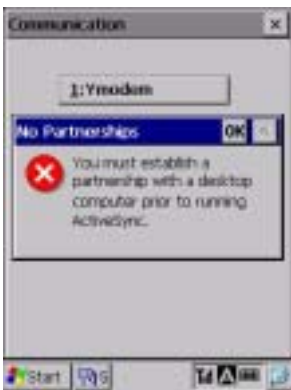 Communication
1:Ymodem
No Partnerships OK
You must establish a
partnership with a desktop
computer prior to running
ActiveSync.
Start